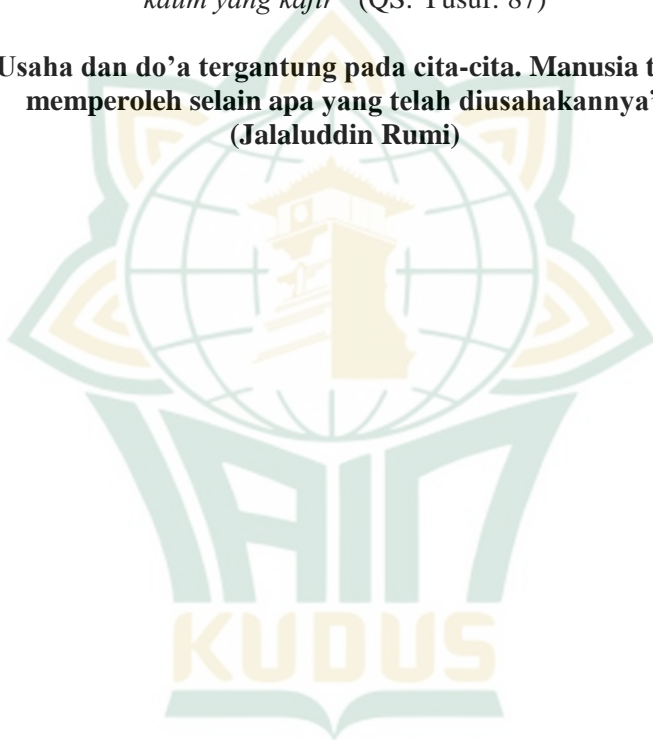 kaum yang kafir" (QS. Yusuf: 87)
Usaha dan do'a tergantung pada cita-cita. Manusia t
memperoleh selain apa yang telah diusahakannya"
(Jalaluddin Rumi)
IAIN
KUDUS